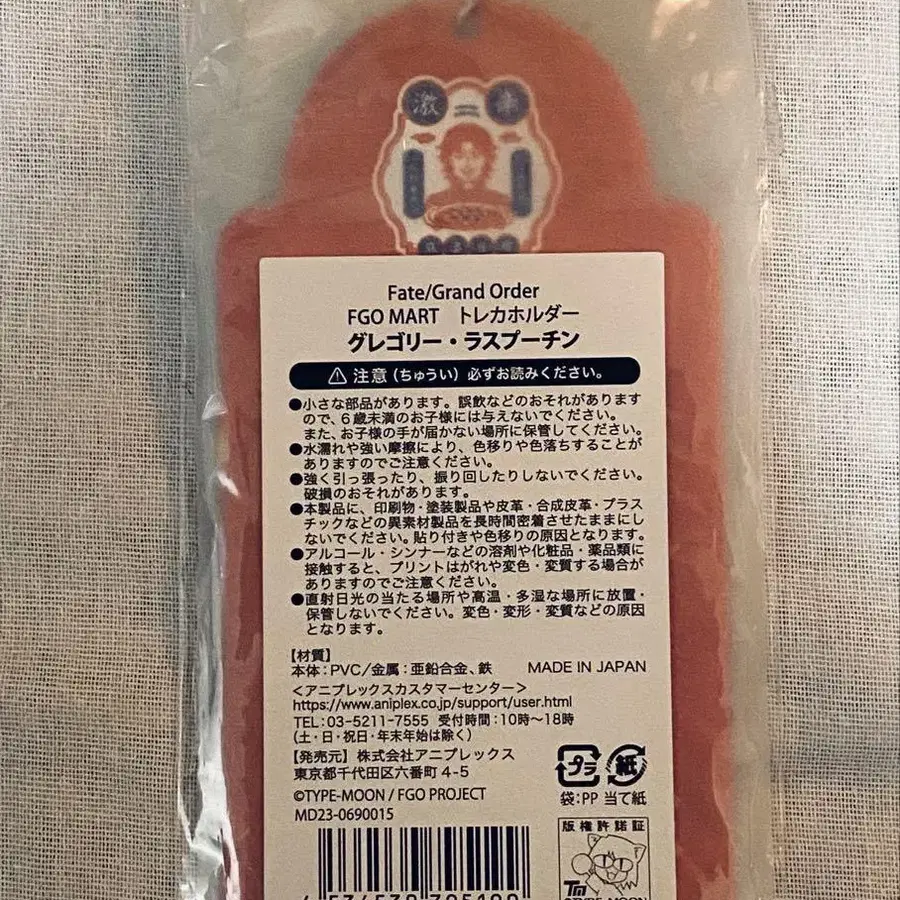 激 辛
Fate/Grand Order
FGO MART トレカホルダー
グレゴリー・ラスプーチン
⚠ 注意(ちゅうい)必ずお読みください。
●小さな部品があります。誤飲などのおそれがあります
ので、6歳未満のお子様には与えないでください。
また、お子様の手が届かない場所に保管してください。
●水濡れや強い摩擦により、色移りや色落ちすることが
ありますのでご注意ください。
●強く引っ張ったり、振り回したりしないでください。
破損のおそれがあります。
●本製品に、印刷物・塗装製品や皮革・合成皮革・プラス
チックなどの異素材製品を長時間密着させたままにし
ないでください。貼り付きや色移りの原因となります。
●アルコール・シンナーなどの溶剤や化粧品・薬品類に
接触すると、プリントはがれや変色・変質する場合が
ありますのでご注意ください。
●直射日光の当たる場所や高温・多湿な場所に放置・
保管しないでください。変色・変形・変質などの原因
となります。
【材質】
本体:PVC/金属:亜鉛合金、鉄 MADE IN JAPAN
<アニプレックスカスタマーセンター>
https://www.aniplex.co.jp/support/user.html
TEL:03-5211-7555 受付時間:10時~18時
(土・日・祝日・年末年始は除く)
【発売元】株式会社アニプレックス
東京都千代田区六番町4-5
プラ 紙
袋:PP 当て紙
©TYPE-MOON / FGO PROJECT
MD23-0690015
版権許諾証
TM
©TYPE-MOON